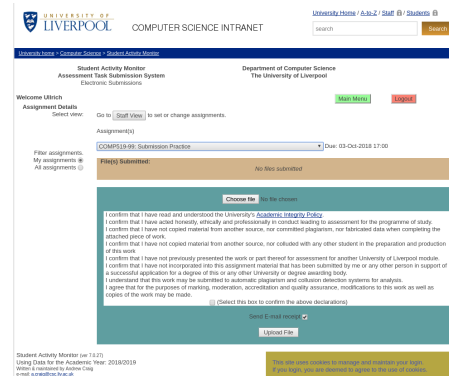 UNIVERSITY OF
LIVERPOOL
COMPUTER SCIENCE INTRANET
University Home / A-to-Z / Staff / Students
search
Search
University home > Computer Science > Student Activity Monitor
Student Activity Monitor
Assessment Task Submission System
Electronic Submissions
Department of Computer Science
The University of Liverpool
Welcome Ullrich
Main Menu
Logout
Assignment Details
Select view:
Go to Staff View to set or change assignments.
Assignment(s)
COMP519-99: Submission Practice
Due: 03-Oct-2018 17:00
Filter assignments:
My assignments
All assignments
File(s) Submitted:
No files submitted
Choose file No file chosen
I confirm that I have read and understood the University's Academic Integrity Policy.
I confirm that I have acted honestly, ethically and professionally in conduct leading to assessment for the programme of study.
I confirm that I have not copied material from another source, nor committed plagiarism, nor fabricated data when completing the
attached piece of work.
I confirm that I have not copied material from another source, nor colluded with any other student in the preparation and production
of this work
I confirm that I have not previously presented the work or part thereof for assessment for another University of Liverpool module.
I confirm that I have not incorporated into this assignment material that has been submitted by me or any other person in support of
a successful application for a degree of this or any other University or degree awarding body.
I understand that this work may be submitted to automatic plagiarism and collusion detection systems for analysis.
I agree that for the purposes of marking, moderation, accreditation and quality assurance, modifications to this work as well as
copies of the work may be made.
(Select this box to confirm the above declarations)
Send E-mail receipt
Upload File
Student Activity Monitor (ver 7.0.27)
Using Data for the Academic Year: 2018/2019
Written & maintained by Andrew Craig
e-mail: a.craig@csc.liv.ac.uk
This site uses cookies to manage and maintain your login.
If you login, you are deemed to agree to the use of cookies.